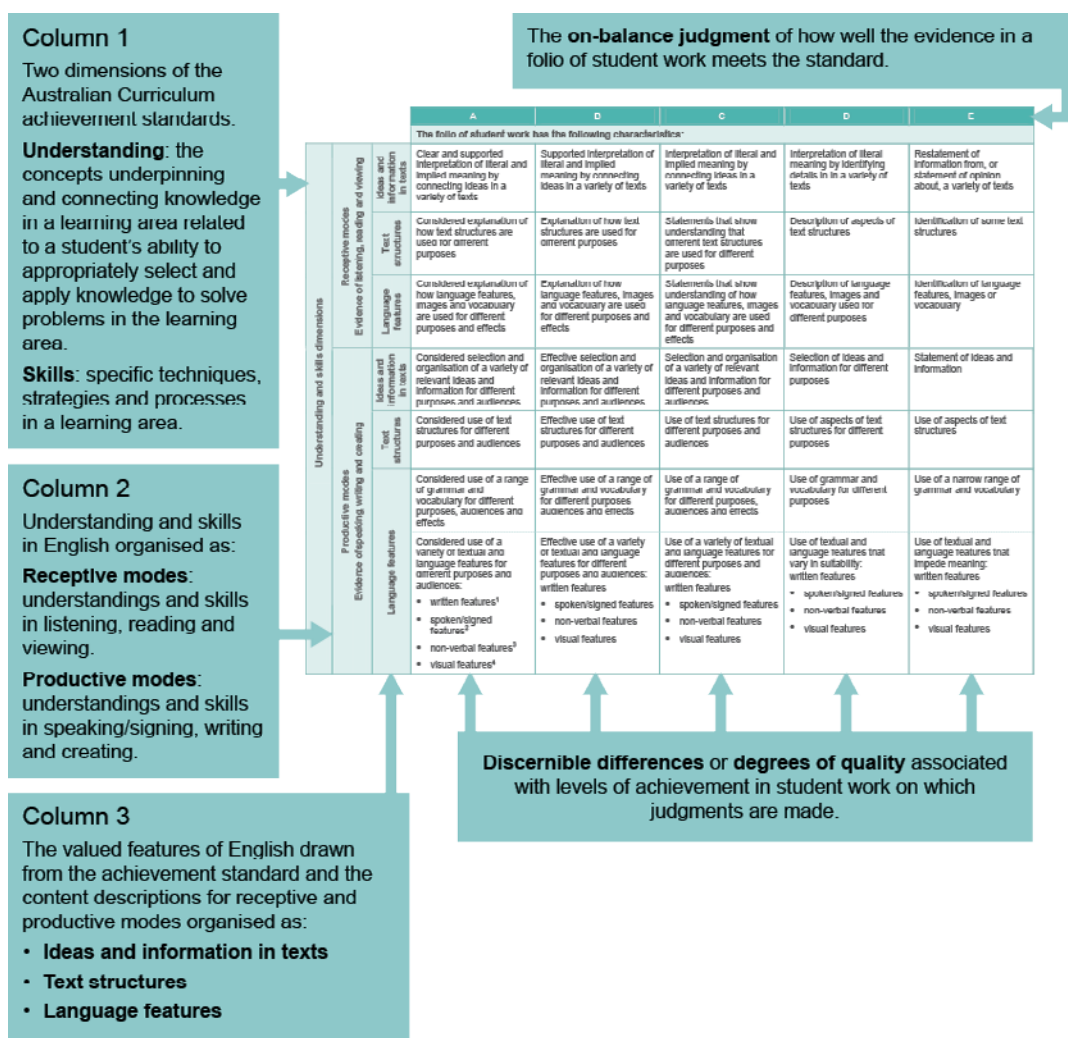 Column 1
Two dimensions of the
Australian Curriculum
achievement standards.
Understanding: the
concepts underpinning
and connecting knowledge
in a learning area related
to a student's ability to
appropriately select and
apply knowledge to solve
problems in the learning
area.
Skills: specific techniques,
strategies and processes
in a learning area.
Column 2
Understanding and skills
in English organised as:
Receptive modes:
understandings and skills
in listening, reading and
viewing.
Productive modes:
understandings and skills
in speaking/signing, writing
and creating.
Column 3
The valued features of English drawn
from the achievement standard and the
content descriptions for receptive and
productive modes organised as:
• Ideas and information in texts
• Text structures
• Language features
The on-balance judgment of how well the evidence in a
folio of student work meets the standard.
A B C D E
The folio of student work has the following characteristics:
Understanding and skills dimensions
Receptive modes
Evidence of listening, reading and viewing
Ideas and
information
in texts
Clear and supported
interpretation of literal and
implied meaning by
connecting ideas in a
variety of texts
Supported interpretation of
literal and implied
meaning by connecting
ideas in a variety of texts
Interpretation of literal and
implied meaning by
connecting ideas in a
variety of texts
Interpretation of literal
meaning by identifying
details in in a variety of
texts
Restatement of
information from, or
statement of opinion
about, a variety of texts
Text
structures
Considered explanation of
how text structures are
used for different
purposes
Explanation of how text
structures are used for
different purposes
Statements that show
understanding that
different text structures
are used for different
purposes
Description of aspects of
text structures
Identification of some text
structures
Language
features
Considered explanation of
how language features,
images and vocabulary
are used for different
purposes and effects
Explanation of how
language features, images
and vocabulary are used
for different purposes and
effects
Statements that show
understanding of how
language features, images
and vocabulary are used
for different purposes and
effects
Description of language
features, images and
vocabulary used for
different purposes
Identification of language
features, images or
vocabulary
Productive modes
Evidence of speaking, writing and creating
Ideas and
information
in texts
Considered selection and
organisation of a variety of
relevant ideas and
information for different
purposes and audiences
Effective selection and
organisation of a variety of
relevant ideas and
information for different
purposes and audiences
Selection and organisation
of a variety of relevant
ideas and information for
different purposes and
audiences
Selection of ideas and
information for different
purposes
Statement of ideas and
information
Text
structures
Considered use of text
structures for different
purposes and audiences
Effective use of text
structures for different
purposes and audiences
Use of text structures for
different purposes and
audiences
Use of aspects of text
structures for different
purposes
Use of aspects of text
structures
Language features
Considered use of a range
of grammar and
vocabulary for different
purposes, audiences and
effects
Effective use of a range of
grammar and vocabulary
for different purposes
audiences and effects
Use of a range of
grammar and vocabulary
for different purposes,
audiences and effects
Use of grammar and
vocabulary for different
purposes
Use of a narrow range of
grammar and vocabulary
Considered use of a
variety of textual and
language features for
different purposes and
audiences:
• written features¹
• spoken/signed
features²
• non-verbal features³
• visual features⁴
Effective use of a variety
of textual and language
features for different
purposes and audiences:
written features
• spoken/signed features
• non-verbal features
• visual features
Use of a variety of textual
and language features for
different purposes and
audiences:
written features
• spoken/signed features
• non-verbal features
• visual features
Use of textual and
language features that
vary in suitability:
written features
• spoken/signed features
• non-verbal features
• visual features
Use of textual and
language features that
impede meaning:
written features
• spoken/signed features
• non-verbal features
• visual features
Discernible differences or degrees of quality associated
with levels of achievement in student work on which
judgments are made.